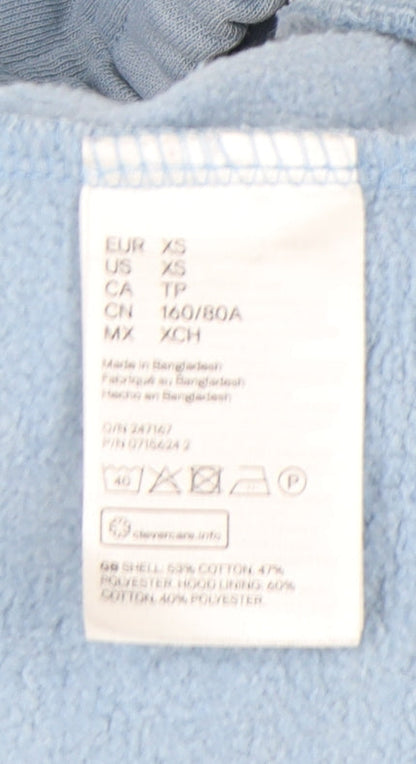 EUR XS
US XS
CA TP
CN 160/80A
MX XCH
Made in Bangladesh
Fabriqué en Bangladesh
Hecho en Bangladesh
O/N 247167
P/N 0715624 2
40 P
clevercare.info
GB SHELL: 53% COTTON, 47%
POLYESTER. HOOD LINING: 60%
COTTON, 40% POLYESTER